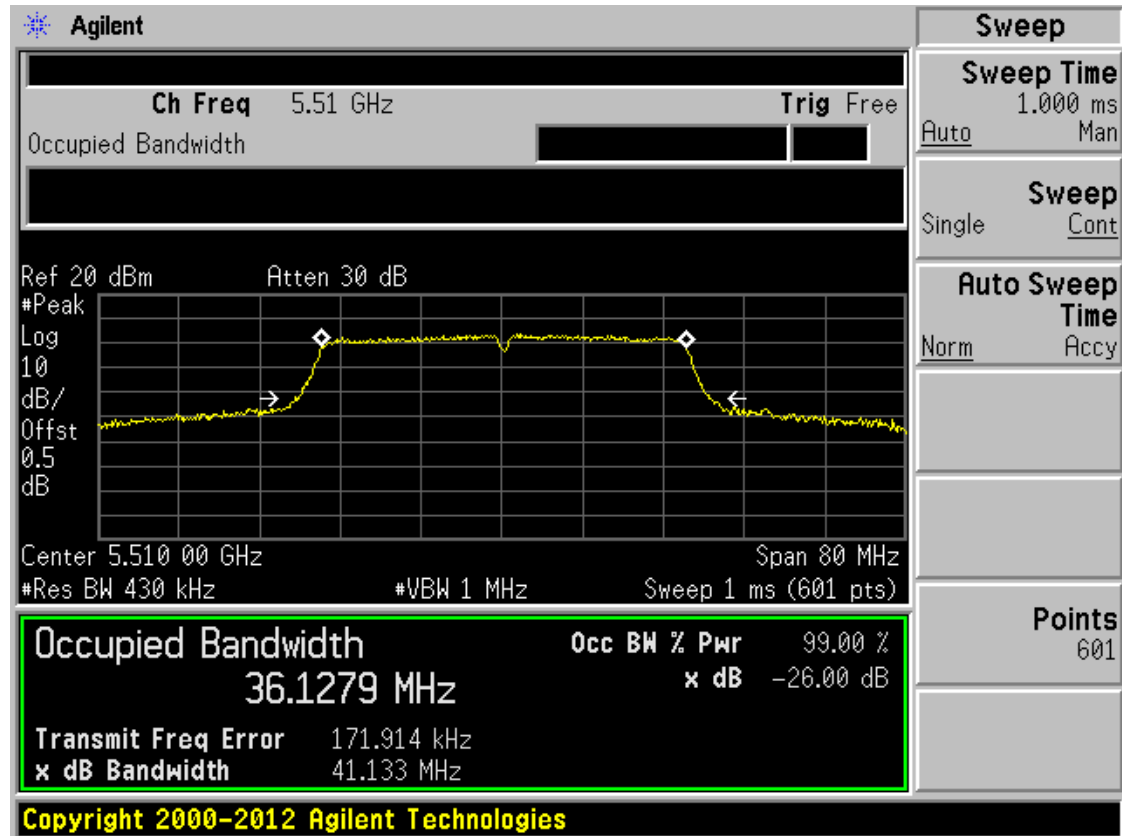 Agilent
Ch Freq 5.51 GHz Trig Free
Occupied Bandwidth
Ref 20 dBm Atten 30 dB
#Peak
Log
10
dB/
Offst
0.5
dB
Center 5.510 00 GHz Span 80 MHz
#Res BW 430 kHz #VBW 1 MHz Sweep 1 ms (601 pts)
Occupied Bandwidth Occ BW % Pwr 99.00 %
36.1279 MHz x dB -26.00 dB
Transmit Freq Error 171.914 kHz
x dB Bandwidth 41.133 MHz
Copyright 2000-2012 Agilent Technologies
Sweep
Sweep Time
1.000 ms
Auto Man
Sweep
Single Cont
Auto Sweep
Time
Norm Accy
Points
601